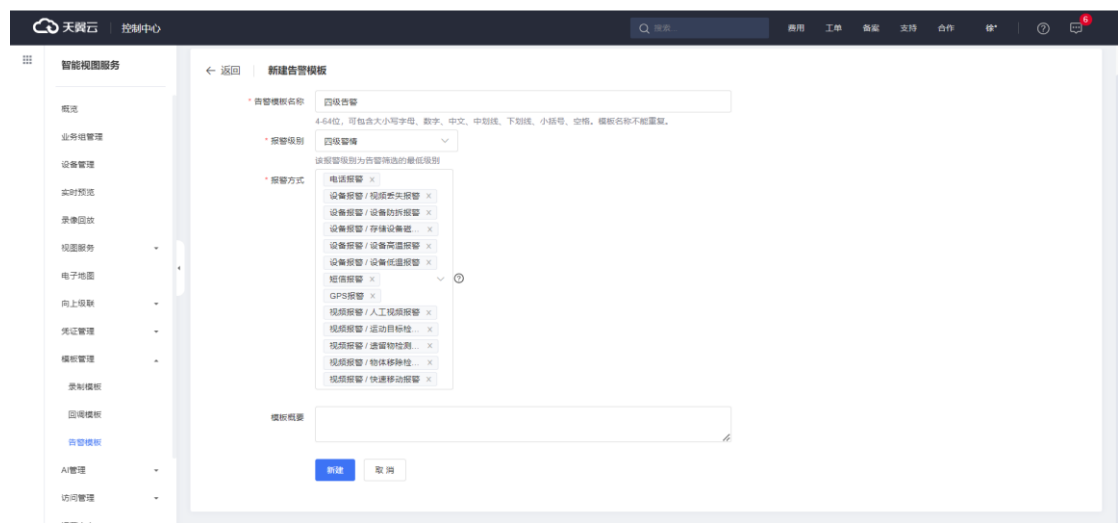 天翼云 控制中心 搜索... 费用 工单 备案 支持 合作 徐* 6
智能视图服务
← 返回 新建告警模板
概览
业务组管理
设备管理
实时预览
录像回放
视图服务
电子地图
向上级联
凭证管理
模板管理
录制模板
回调模板
告警模板
AI管理
访问管理
* 告警模板名称 四级告警
4-64位，可包含大小写字母、数字、中文、中划线、下划线、小括号、空格。模板名称不能重复。
* 报警级别 四级警情
该报警级别为告警筛选的最低级别
* 报警方式 电话报警 ×
设备报警 / 视频丢失报警 ×
设备报警 / 设备防拆报警 ×
设备报警 / 存储设备磁... ×
设备报警 / 设备高温报警 ×
设备报警 / 设备低温报警 ×
短信报警 ×
GPS报警 ×
视频报警 / 人工视频报警 ×
视频报警 / 运动目标检... ×
视频报警 / 遗留物检测... ×
视频报警 / 物体移除检... ×
视频报警 / 快速移动报警 ×
模板概要
新建 取消